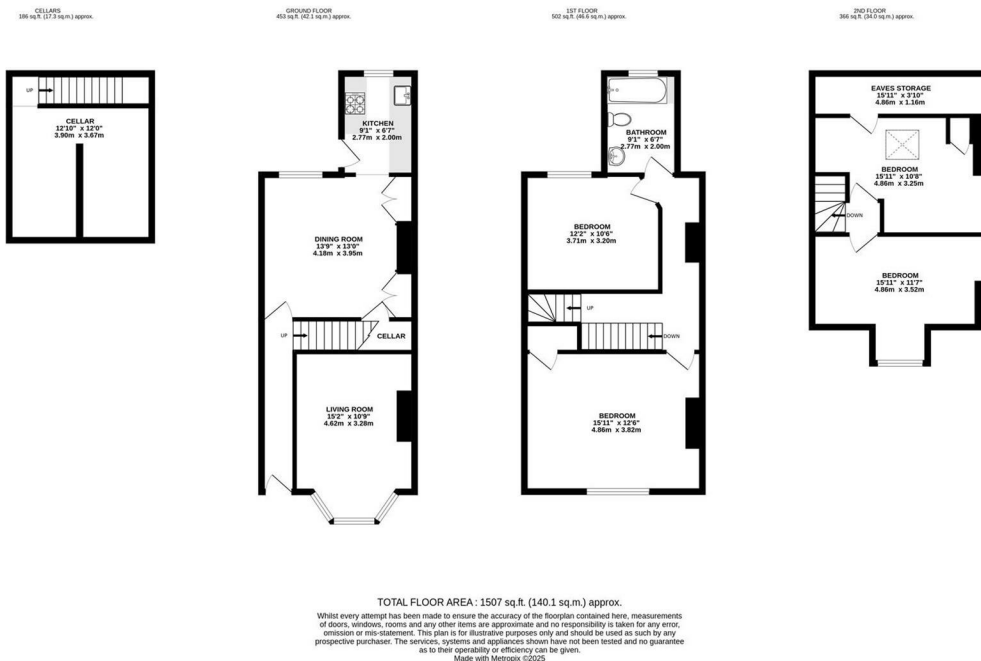 CELLARS
186 sq.ft. (17.3 sq.m.) approx.
UP
CELLAR
12'10" x 12'0"
3.90m x 3.67m
GROUND FLOOR
453 sq.ft. (42.1 sq.m.) approx.
KITCHEN
9'1" x 6'7"
2.77m x 2.00m
DINING ROOM
13'9" x 13'0"
4.18m x 3.95m
UP
CELLAR
LIVING ROOM
15'2" x 10'9"
4.62m x 3.28m
1ST FLOOR
502 sq.ft. (46.6 sq.m.) approx.
BATHROOM
9'1" x 6'7"
2.77m x 2.00m
BEDROOM
12'2" x 10'6"
3.71m x 3.20m
UP
DOWN
BEDROOM
15'11" x 12'6"
4.86m x 3.82m
2ND FLOOR
366 sq.ft. (34.0 sq.m.) approx.
EAVES STORAGE
15'11" x 3'10"
4.86m x 1.16m
BEDROOM
15'11" x 10'8"
4.86m x 3.25m
DOWN
BEDROOM
15'11" x 11'7"
4.86m x 3.52m
TOTAL FLOOR AREA : 1507 sq.ft. (140.1 sq.m.) approx.
Whilst every attempt has been made to ensure the accuracy of the floorplan contained here, measurements
of doors, windows, rooms and any other items are approximate and no responsibility is taken for any error,
omission or mis-statement. This plan is for illustrative purposes only and should be used as such by any
prospective purchaser. The services, systems and appliances shown have not been tested and no guarantee
as to their operability or efficiency can be given.
Made with Metropix ©2025